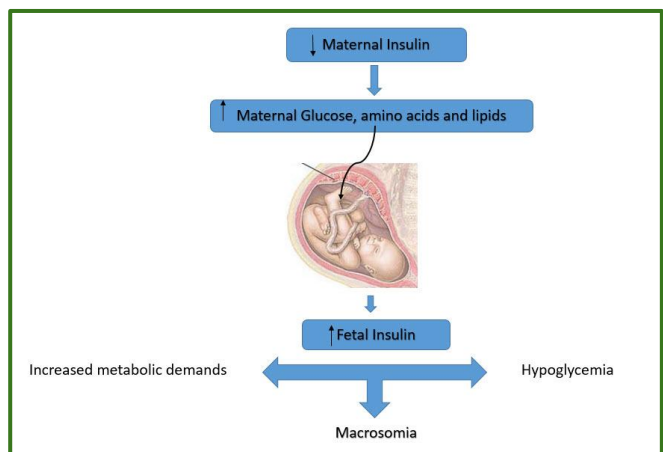 ↓ Maternal Insulin
↑ Maternal Glucose, amino acids and lipids
↑Fetal Insulin
Increased metabolic demands
Hypoglycemia
Macrosomia